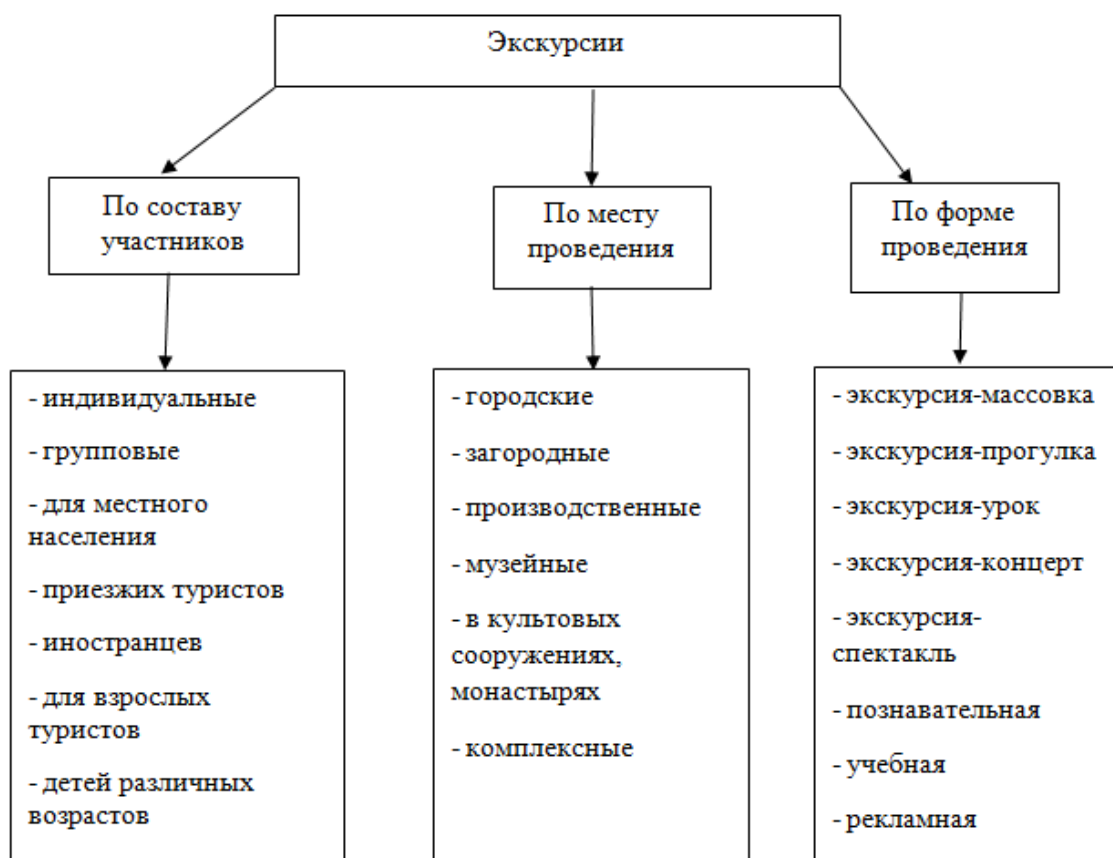 Экскурсии
По составу
участников
По месту
проведения
По форме
проведения
- индивидуальные
- групповые
- для местного
населения
- приезжих туристов
- иностранцев
- для взрослых
туристов
- детей различных
возрастов
- городские
- загородные
- производственные
- музейные
- в культовых
сооружениях,
монастырях
- комплексные
- экскурсия-массовка
- экскурсия-прогулка
- экскурсия-урок
- экскурсия-концерт
- экскурсия-
спектакль
- познавательная
- учебная
- рекламная